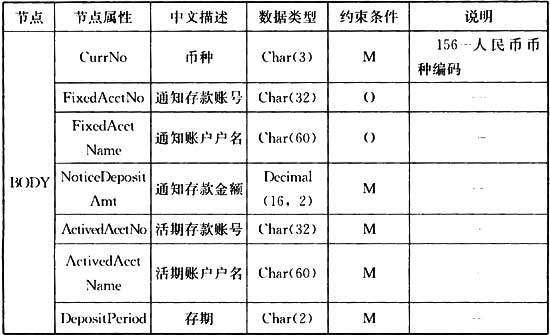 节点 节点属性 中文描述 数据类型 约束条件 说明
BODY
CurrNo 币种 Char(3) M 156—人民币币
种编码
FixedAcctNo 通知存款账号 Char(32) O —
FixedAcct
Name 通知账户户名 Char(60) O —
NoticeDeposit
Amt 通知存款金额 Decimal
(16，2) M —
ActivedAcctNo 活期存款账号 Char(32) M —
ActivedAcct
Name 活期账户户名 Char(60) M —
DepositPeriod 存期 Char(2) M —